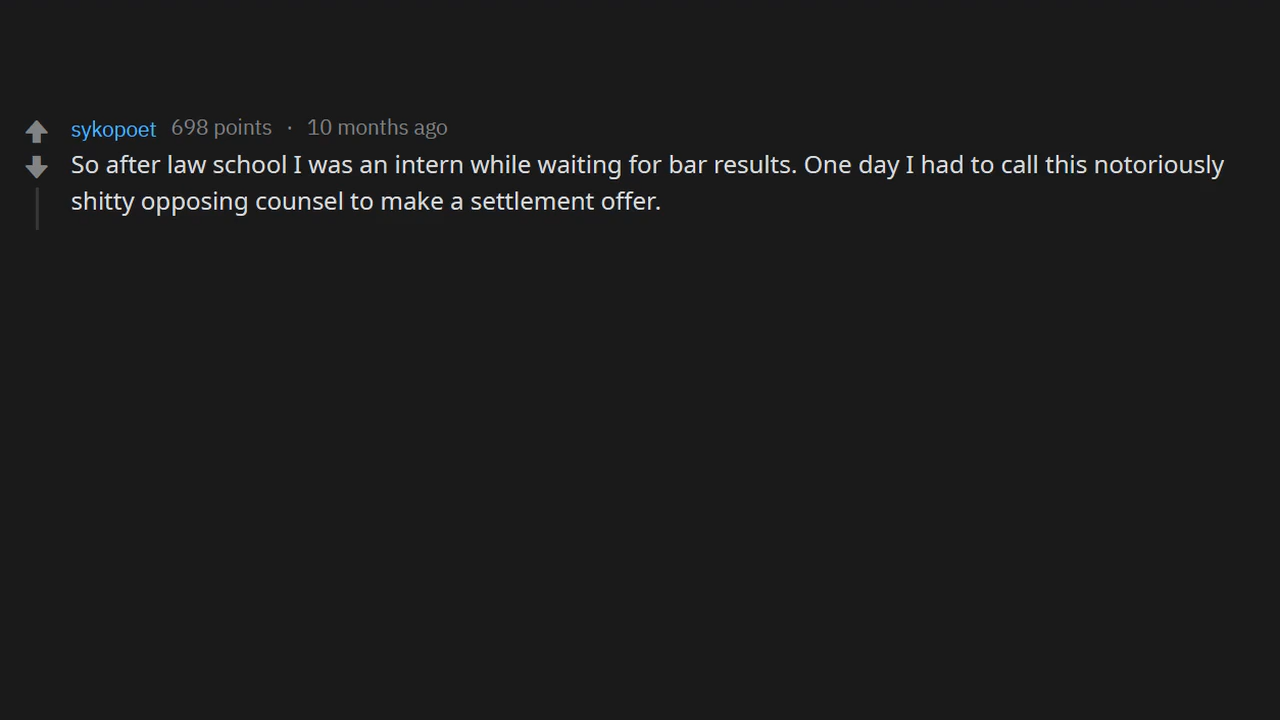 sykopoet 698 points · 10 months ago
So after law school I was an intern while waiting for bar results. One day I had to call this notoriously
shitty opposing counsel to make a settlement offer.